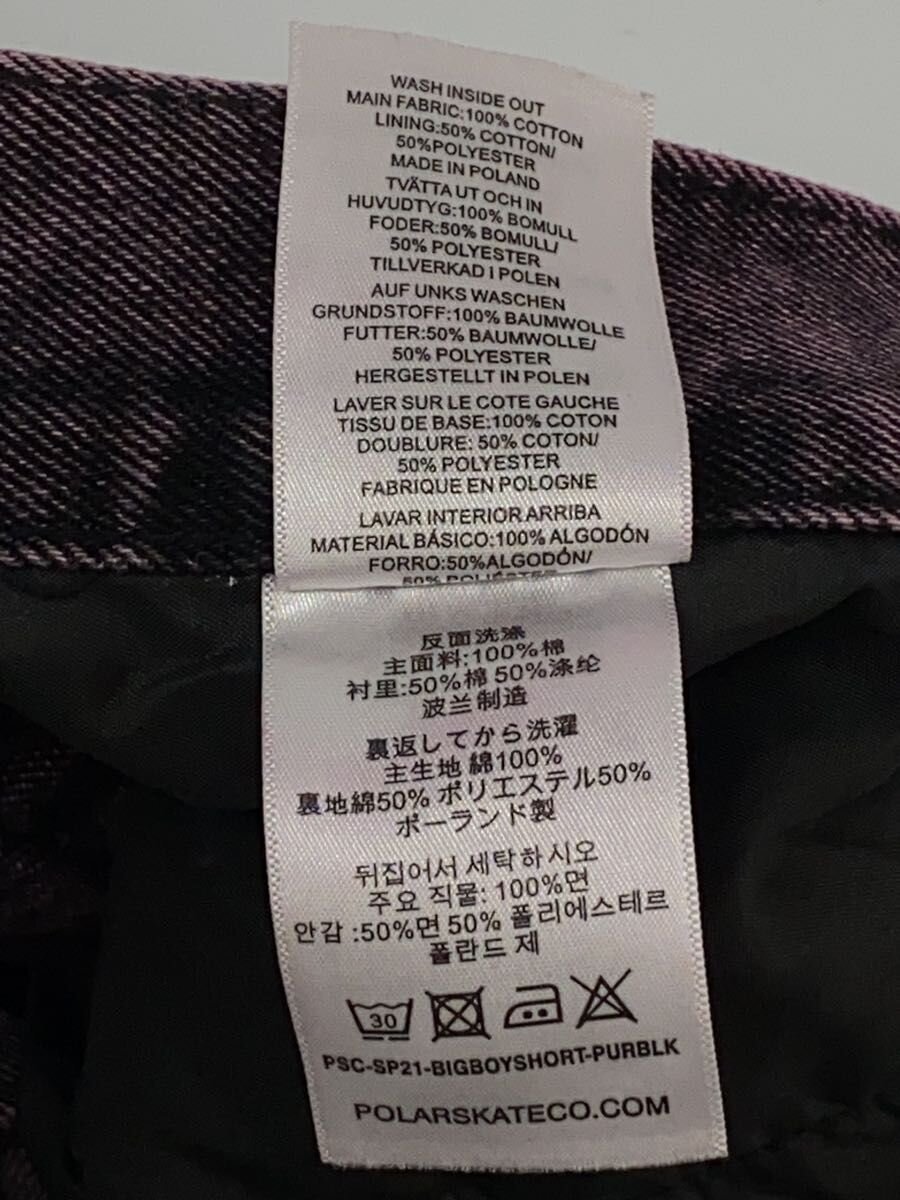 WASH INSIDE OUT
MAIN FABRIC:100% COTTON
LINING:50% COTTON/
50%POLYESTER
MADE IN POLAND
TVÄTTA UT OCH IN
HUVUDTYG:100% BOMULL
FODER:50% BOMULL/
50% POLYESTER
TILLVERKAD I POLEN
AUF UNKS WASCHEN
GRUNDSTOFF:100% BAUMWOLLE
FUTTER:50% BAUMWOLLE/
50% POLYESTER
HERGESTELLT IN POLEN
LAVER SUR LE COTE GAUCHE
TISSU DE BASE:100% COTON
DOUBLURE: 50% COTON/
50% POLYESTER
FABRIQUE EN POLOGNE
LAVAR INTERIOR ARRIBA
MATERIAL BÁSICO:100% ALGODÓN
FORRO:50%ALGODÓN/
50% POLIÉSTER
反面洗涤
主面料:100%棉
衬里:50%棉 50%涤纶
波兰制造
裏返してから洗濯
主生地 綿100%
裏地綿50% ポリエステル50%
ポーランド製
뒤집어서 세탁하시오
주요 직물: 100%면
안감 :50%면 50% 폴리에스테르
폴란드 제
30
PSC-SP21-BIGBOYSHORT-PURBLK
POLARSKATECO.COM